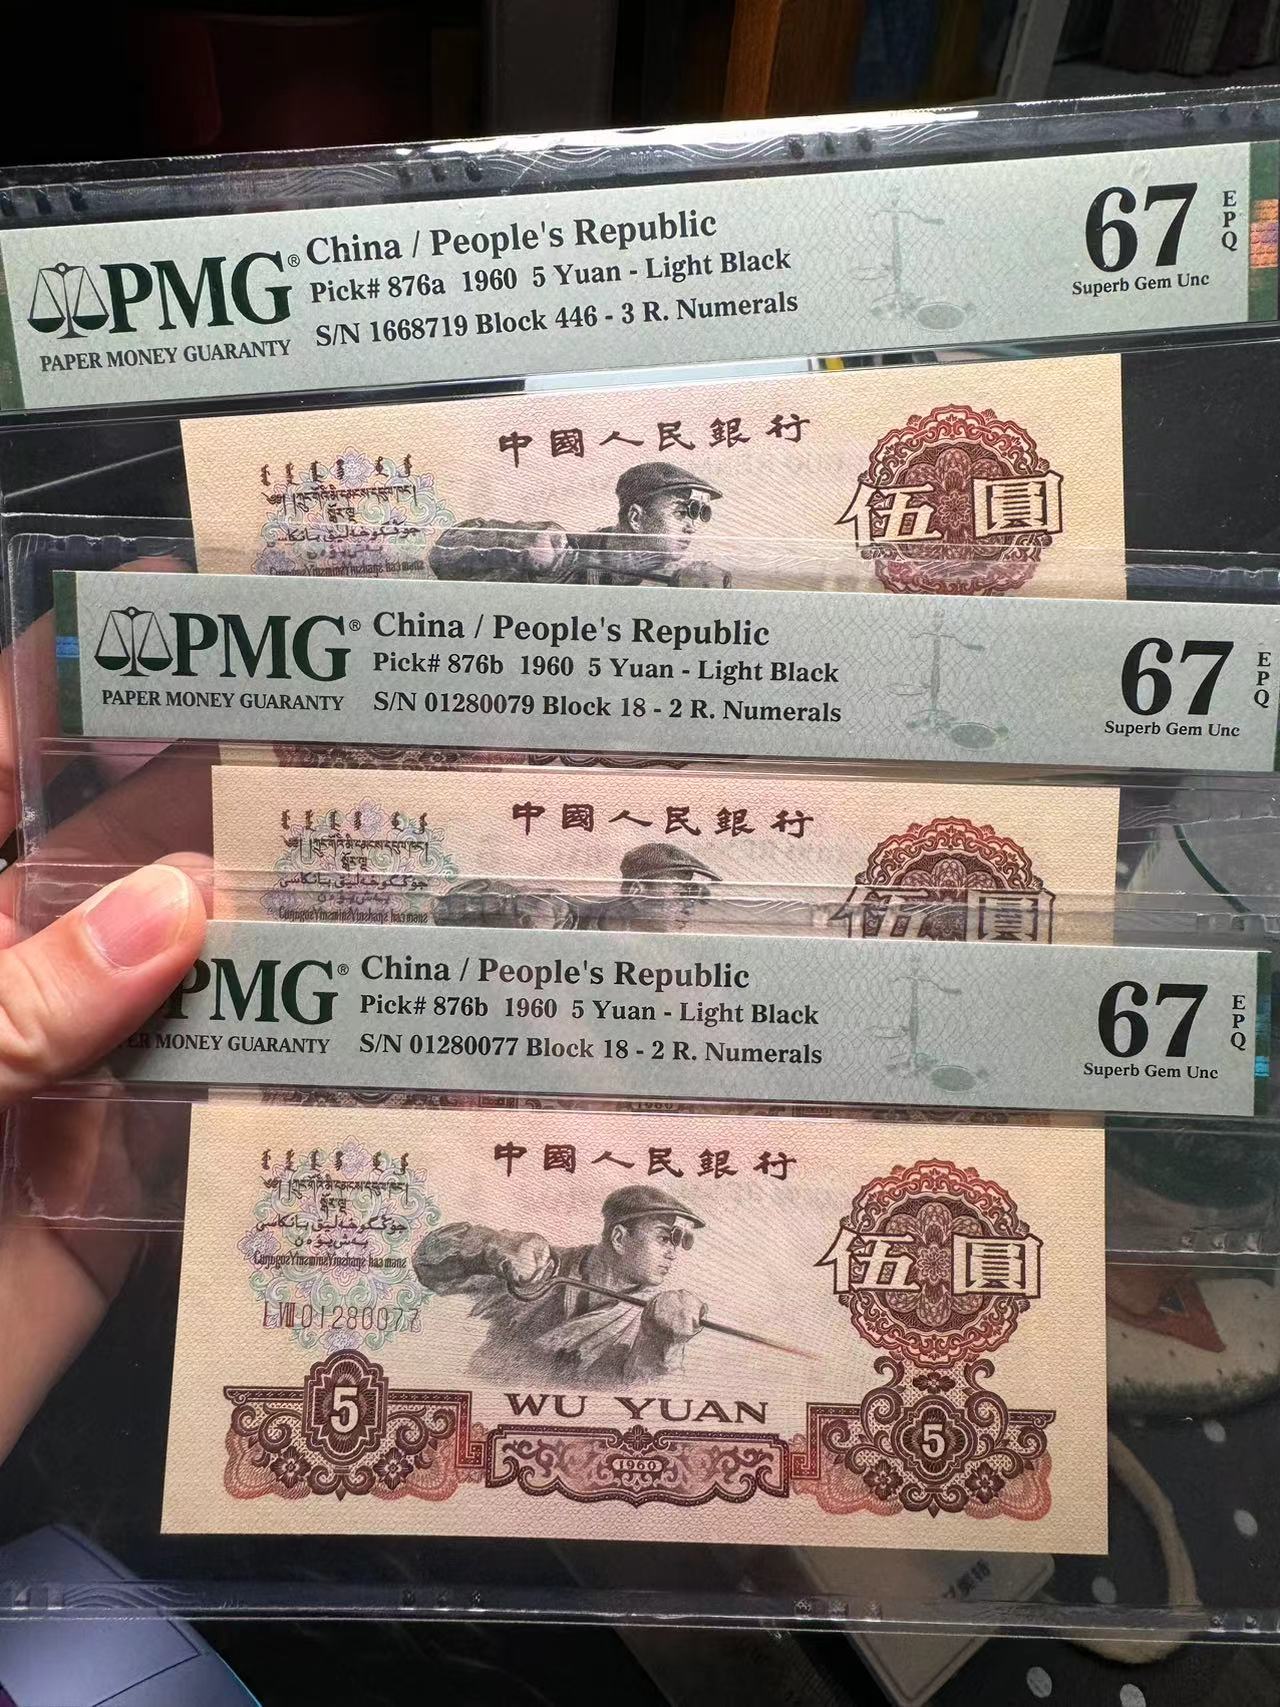 PMG®
PAPER MONEY GUARANTY
China / People's Republic
Pick# 876a 1960 5 Yuan - Light Black
S/N 1668719 Block 446 - 3 R. Numerals
67
EPQ
Superb Gem Unc
中國人民銀行
伍圓
PMG®
PAPER MONEY GUARANTY
China / People's Republic
Pick# 876b 1960 5 Yuan - Light Black
S/N 01280079 Block 18 - 2 R. Numerals
67
EPQ
Superb Gem Unc
中國人民銀行
伍圓
PMG®
MONEY GUARANTY
China / People's Republic
Pick# 876b 1960 5 Yuan - Light Black
S/N 01280077 Block 18 - 2 R. Numerals
67
EPQ
Superb Gem Unc
中國人民銀行
伍圓
I VIII 01280077
5
WU YUAN
1960
5